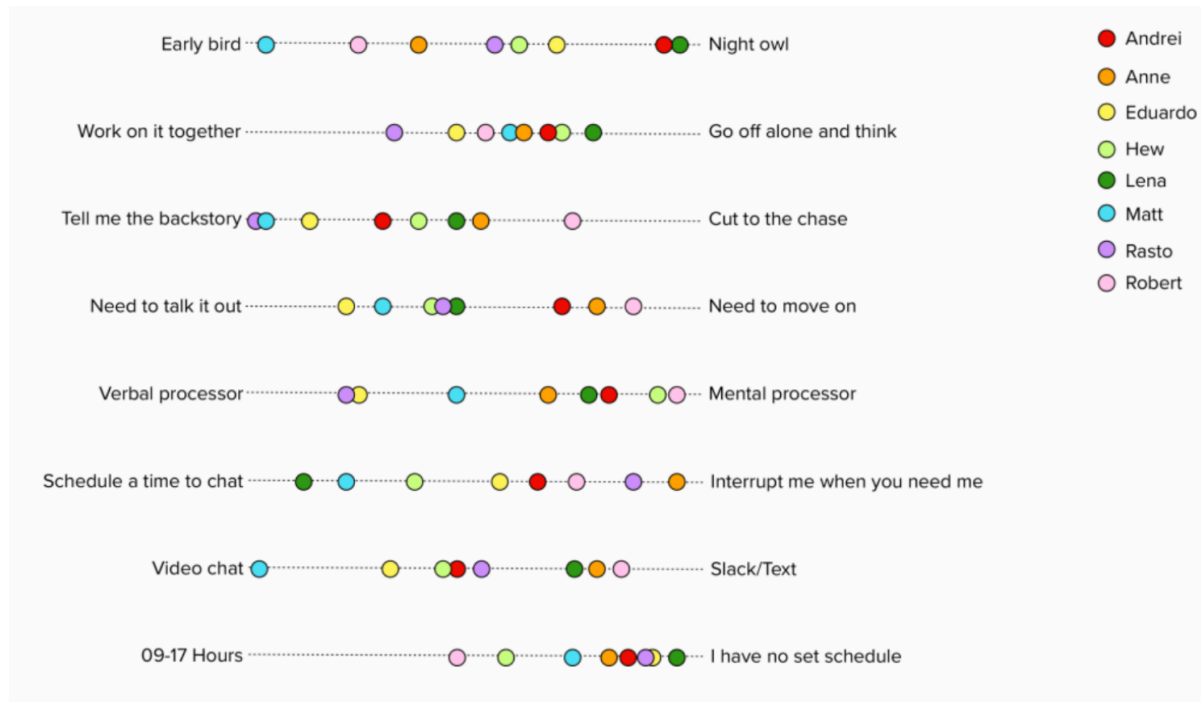 Early bird Night owl
Work on it together Go off alone and think
Tell me the backstory Cut to the chase
Need to talk it out Need to move on
Verbal processor Mental processor
Schedule a time to chat Interrupt me when you need me
Video chat Slack/Text
09-17 Hours I have no set schedule
Andrei
Anne
Eduardo
Hew
Lena
Matt
Rasto
Robert